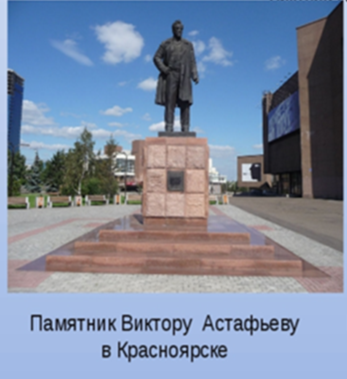 Памятник Виктору Астафьеву
в Красноярске